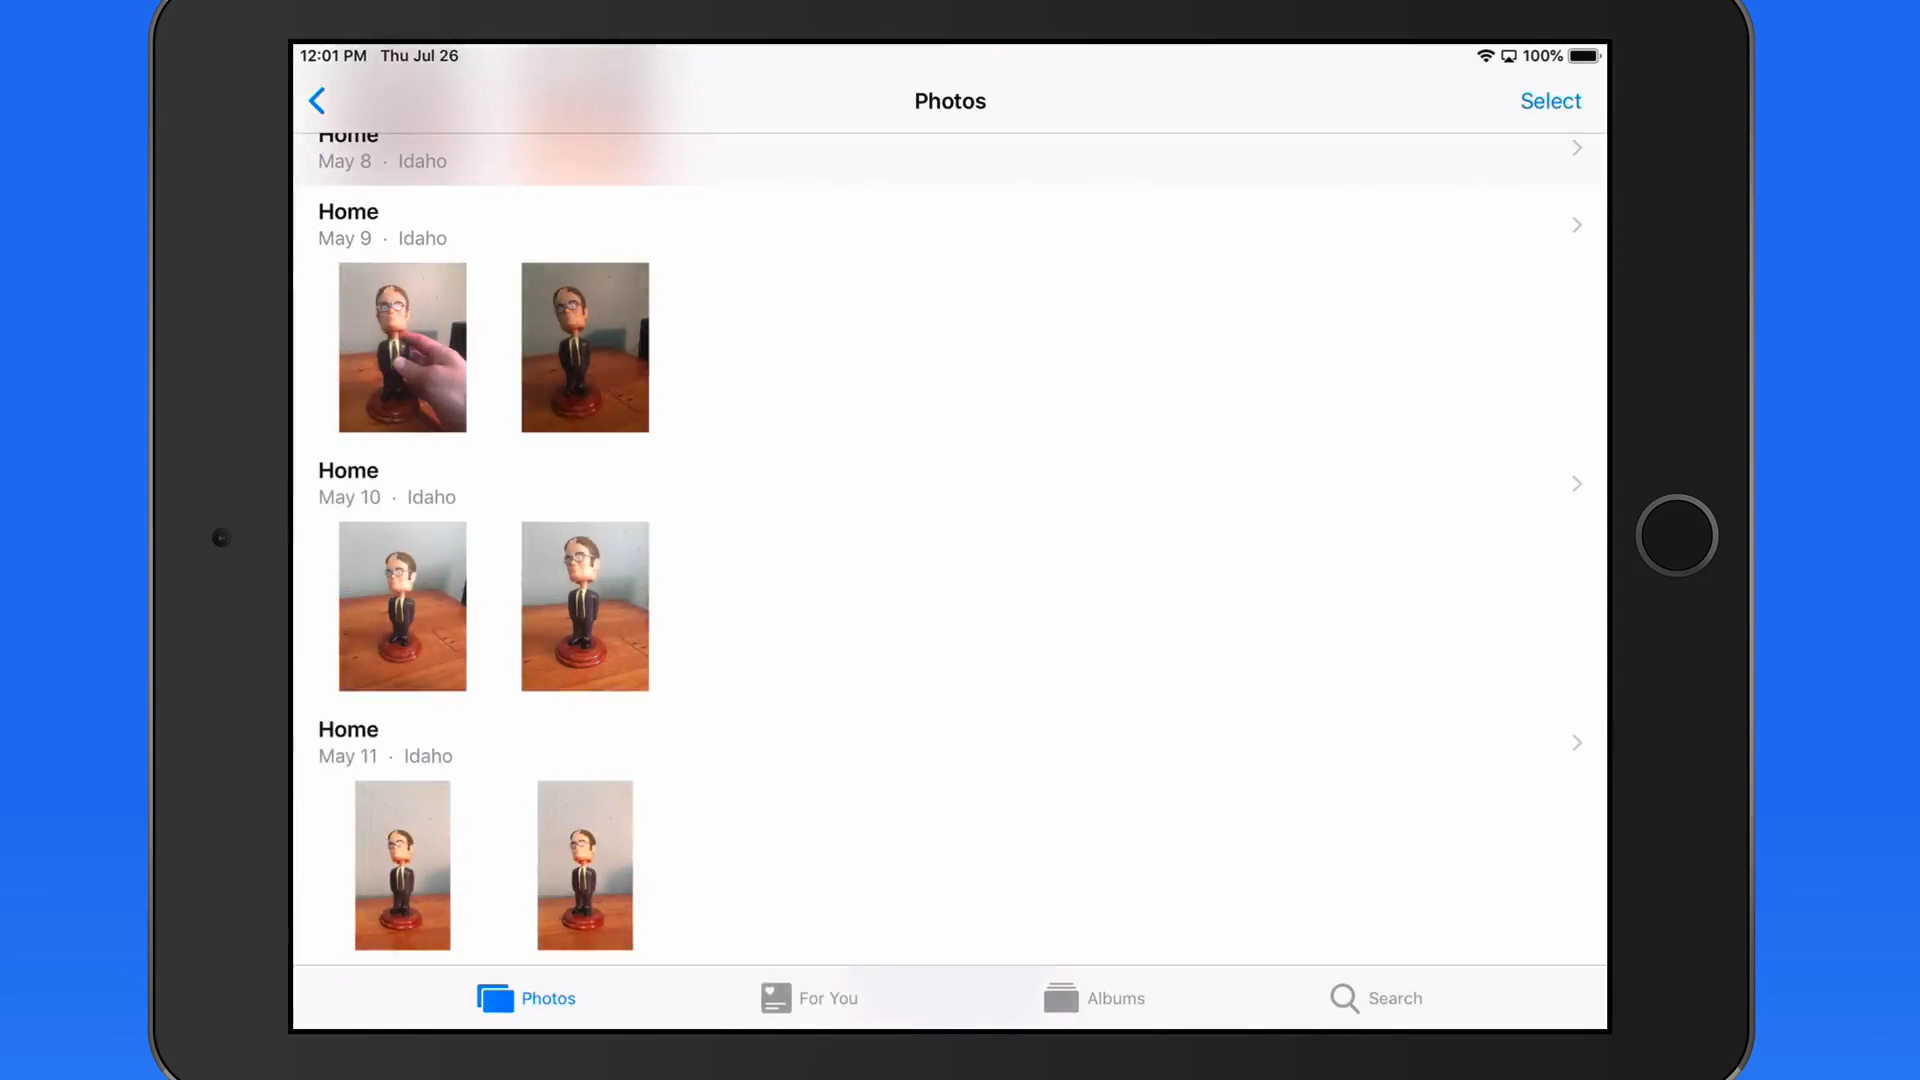 12:01 PM Thu Jul 26 100%
Photos Select
Home
May 8 · Idaho
Home
May 9 · Idaho
Home
May 10 · Idaho
Home
May 11 · Idaho
Photos For You Albums Search